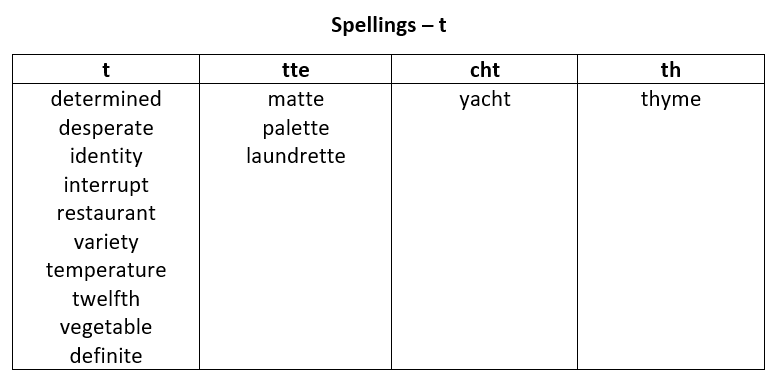 Spellings – t
t tte cht th
determined matte yacht thyme
desperate palette
identity laundrette
interrupt
restaurant
variety
temperature
twelfth
vegetable
definite